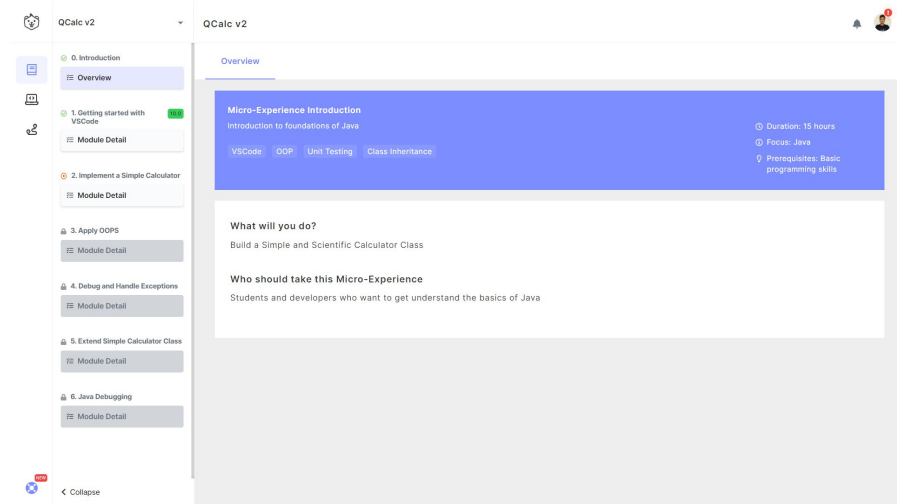 QCalc v2
QCalc v2
0. Introduction
Overview
1. Getting started with
VSCode
10.0
Module Detail
2. Implement a Simple Calculator
Module Detail
3. Apply OOPS
Module Detail
4. Debug and Handle Exceptions
Module Detail
5. Extend Simple Calculator Class
Module Detail
6. Java Debugging
Module Detail
NEW
Collapse
Overview
Micro-Experience Introduction
Introduction to foundations of Java
VSCode OOP Unit Testing Class Inheritance
Duration: 15 hours
Focus: Java
Prerequisites: Basic
programming skills
What will you do?
Build a Simple and Scientific Calculator Class
Who should take this Micro-Experience
Students and developers who want to get understand the basics of Java